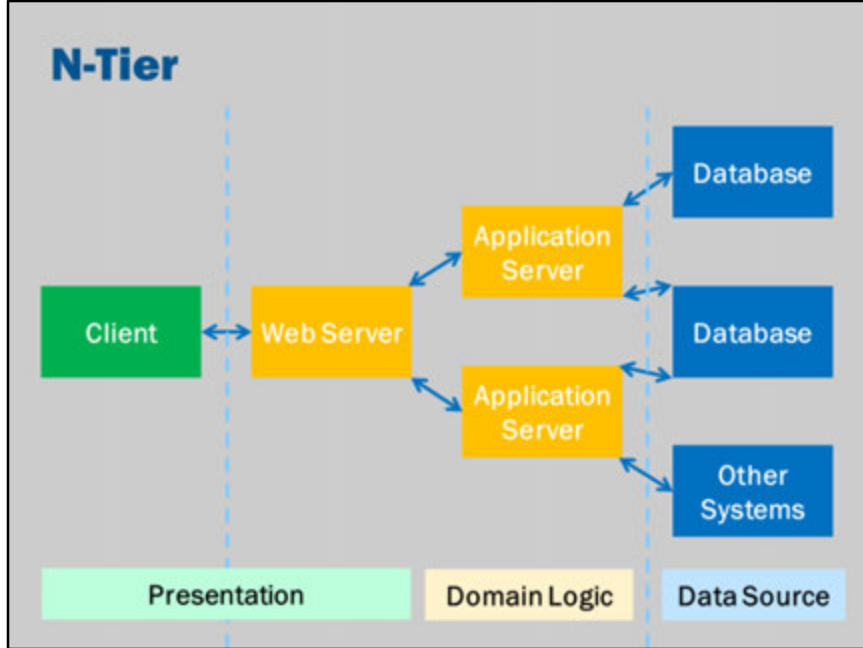 N-Tier
Database
Application
Server
Client
Web Server
Database
Application
Server
Other
Systems
Presentation
Domain Logic
Data Source